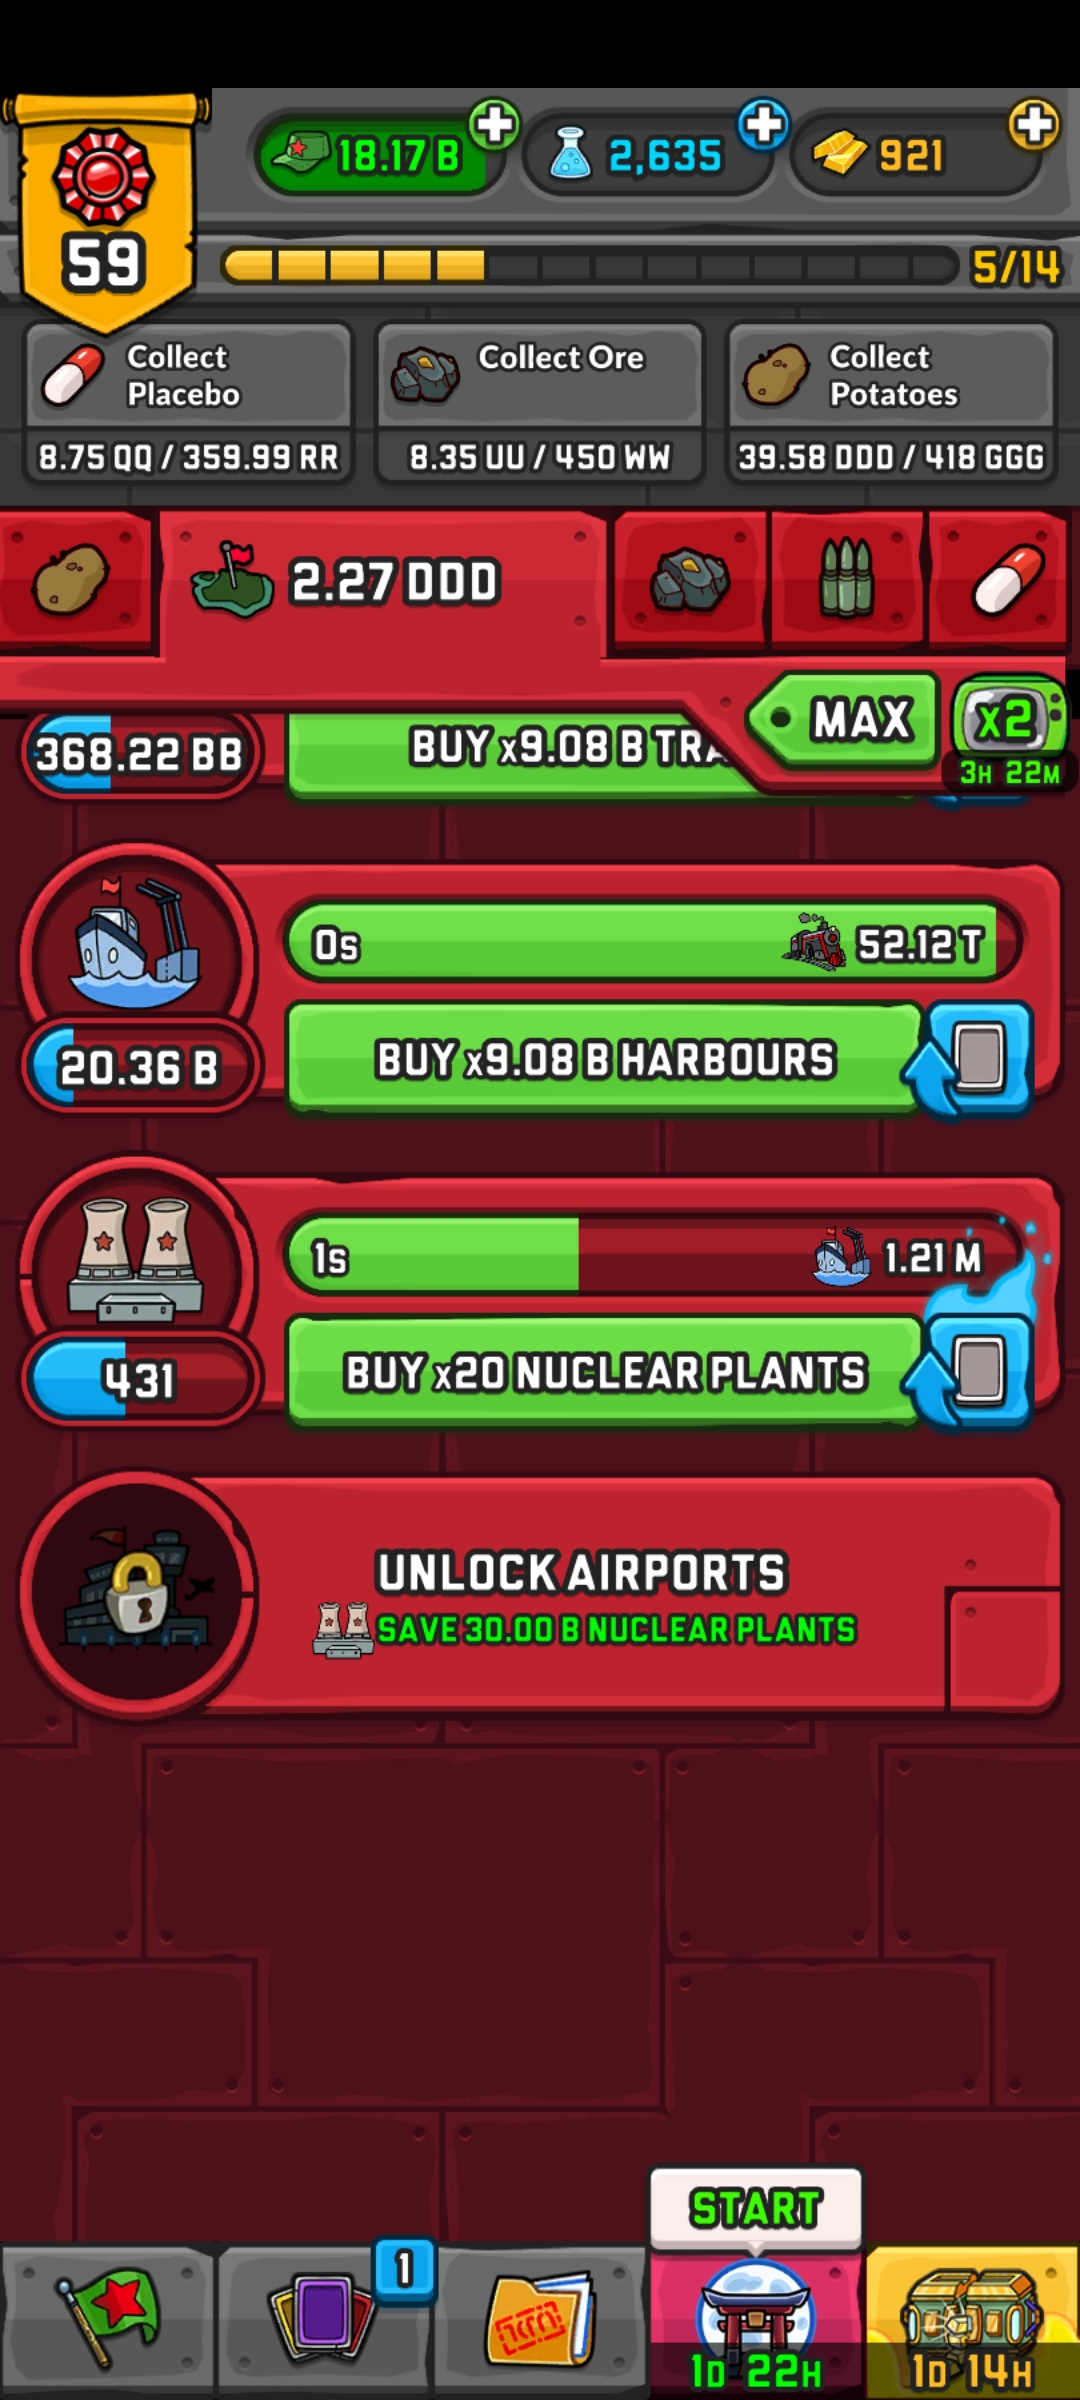 18.17 B
2,635
921
59
5/14
Collect
Placebo
8.75 QQ / 359.99 RR
Collect Ore
8.35 UU / 450 WW
Collect
Potatoes
39.58 DDD / 418 GGG
2.27 DDD
MAX
x2
3H 22M
368.22 BB
BUY x9.08 B
0s
52.12 T
20.36 B
BUY x9.08 B HARBOURS
1s
1.21 M
431
BUY x20 NUCLEAR PLANTS
UNLOCK AIRPORTS
SAVE 30.00 B NUCLEAR PLANTS
START
1
1D 22H
1D 14H